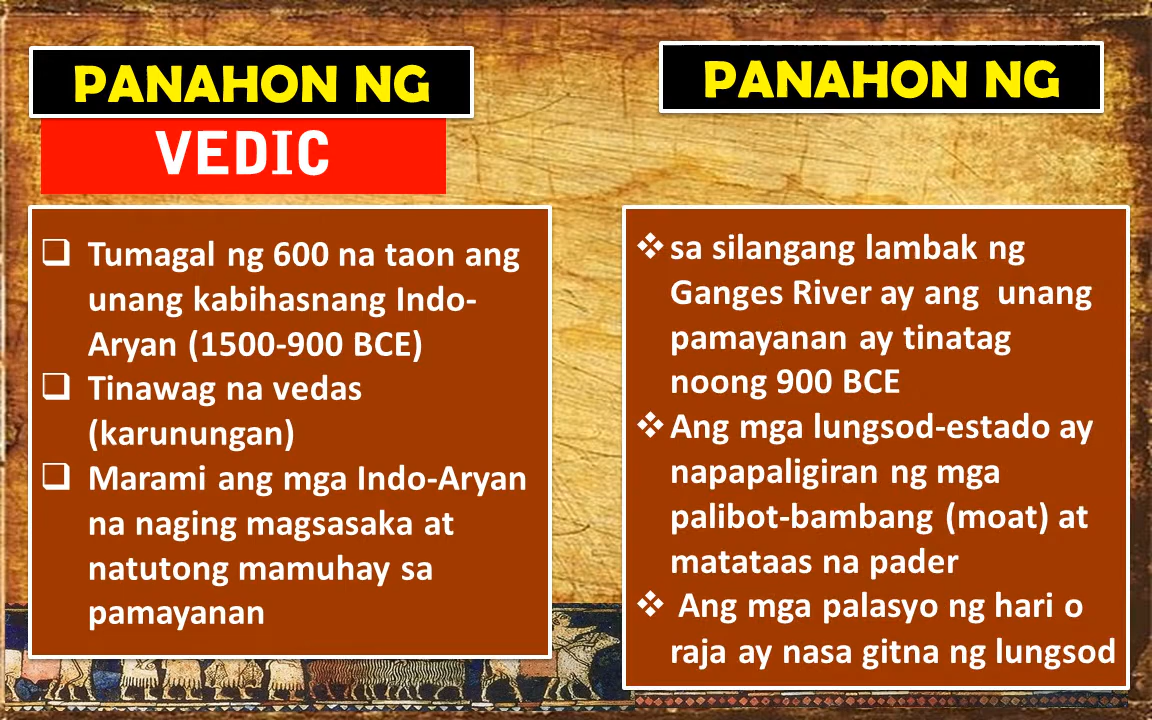 PANAHON NG
VEDIC
❑ Tumagal ng 600 na taon ang
unang kabihasnang Indo-
Aryan (1500-900 BCE)
❑ Tinawag na vedas
(karunungan)
❑ Marami ang mga Indo-Aryan
na naging magsasaka at
natutong mamuhay sa
pamayanan
PANAHON NG
❖ sa silangang lambak ng
Ganges River ay ang unang
pamayanan ay tinatag
noong 900 BCE
❖ Ang mga lungsod-estado ay
napapaligiran ng mga
palibot-bambang (moat) at
matataas na pader
❖ Ang mga palasyo ng hari o
raja ay nasa gitna ng lungsod